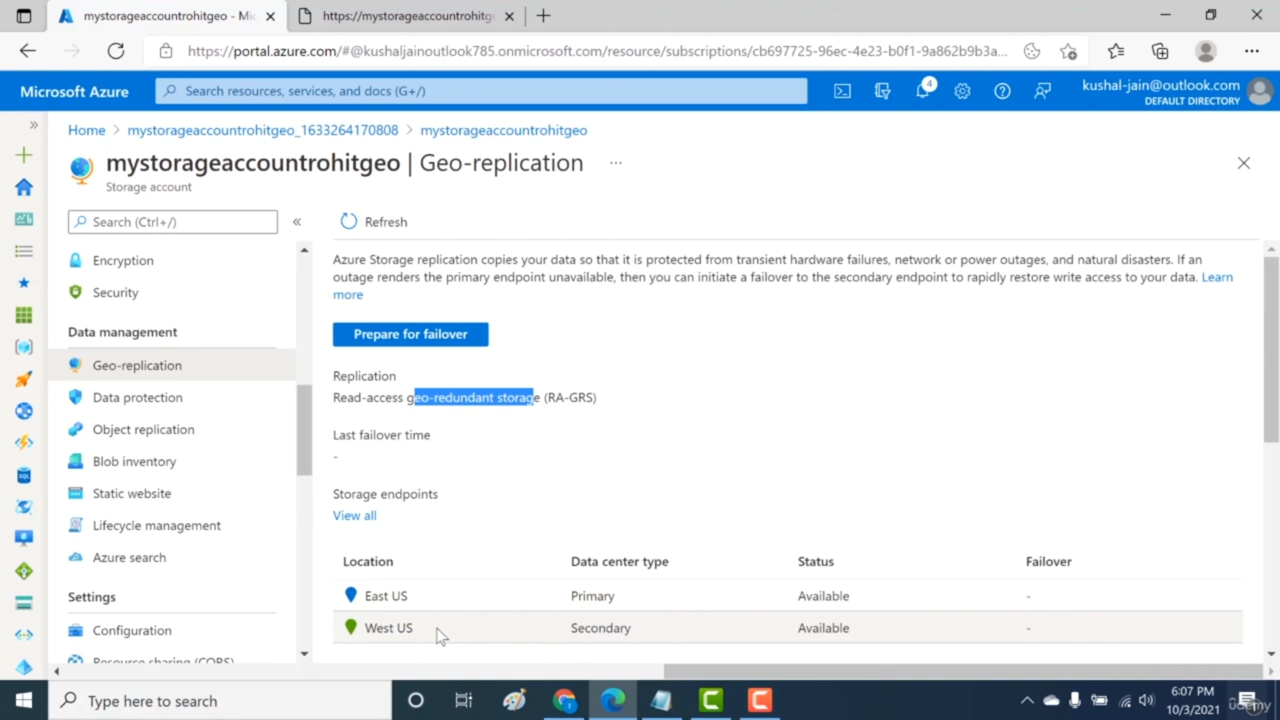 mystorageaccountrohitgeo - Mi
https://mystorageaccountrohitg
https://portal.azure.com/#@kushaljainoutlook785.onmicrosoft.com/resource/subscriptions/cb697725-96ec-4e23-b0f1-9a862b9b3a...
Microsoft Azure
Search resources, services, and docs (G+/)
4
kushal-jain@outlook.com
DEFAULT DIRECTORY
Home > mystorageaccountrohitgeo_1633264170808 > mystorageaccountrohitgeo
mystorageaccountrohitgeo | Geo-replication ...
Storage account
Search (Ctrl+/)
Encryption
Security
Data management
Geo-replication
Data protection
Object replication
Blob inventory
Static website
Lifecycle management
Azure search
Settings
Configuration
Resource sharing (CORS)
Refresh
Azure Storage replication copies your data so that it is protected from transient hardware failures, network or power outages, and natural disasters. If an
outage renders the primary endpoint unavailable, then you can initiate a failover to the secondary endpoint to rapidly restore write access to your data. Learn
more
Prepare for failover
Replication
Read-access geo-redundant storage (RA-GRS)
Last failover time
-
Storage endpoints
View all
Location Data center type Status Failover
East US Primary Available -
West US Secondary Available -
Type here to search
6:07 PM
10/3/2021
udemy